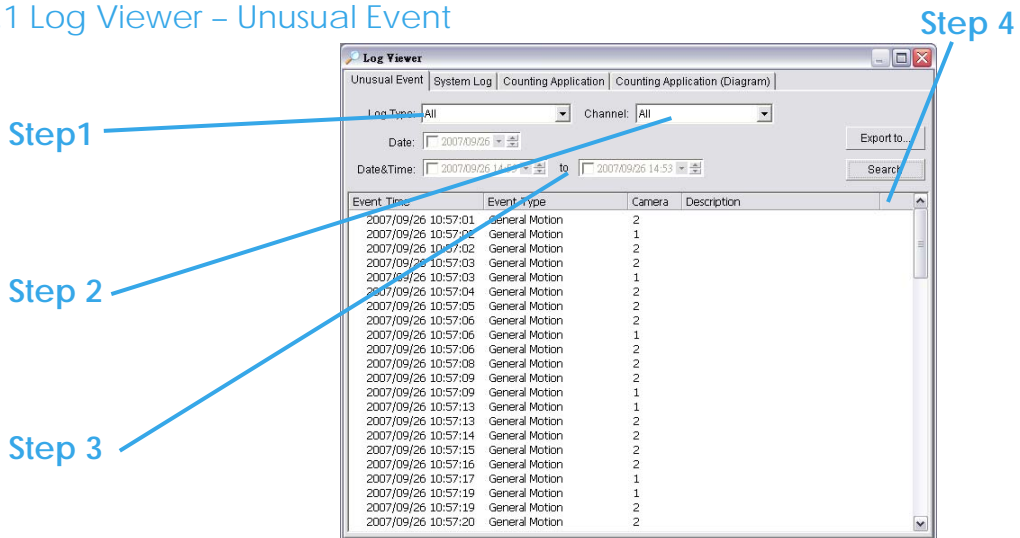 1 Log Viewer – Unusual Event
Step 4
Log Viewer
Unusual Event System Log Counting Application Counting Application (Diagram)
Step1
Log Type: All Channel: All
Date: 2007/09/26
Export to...
Date&Time: 2007/09/26 14:53 to 2007/09/26 14:53
Search
Event Time Event Type Camera Description
2007/09/26 10:57:01 General Motion 2
2007/09/26 10:57:02 General Motion 1
2007/09/26 10:57:02 General Motion 2
2007/09/26 10:57:03 General Motion 2
2007/09/26 10:57:03 General Motion 1
Step 2
2007/09/26 10:57:04 General Motion 2
2007/09/26 10:57:05 General Motion 2
2007/09/26 10:57:06 General Motion 2
2007/09/26 10:57:06 General Motion 1
2007/09/26 10:57:06 General Motion 2
2007/09/26 10:57:08 General Motion 2
2007/09/26 10:57:09 General Motion 2
2007/09/26 10:57:09 General Motion 1
2007/09/26 10:57:13 General Motion 1
2007/09/26 10:57:13 General Motion 2
2007/09/26 10:57:14 General Motion 2
Step 3
2007/09/26 10:57:15 General Motion 2
2007/09/26 10:57:16 General Motion 2
2007/09/26 10:57:17 General Motion 1
2007/09/26 10:57:19 General Motion 1
2007/09/26 10:57:19 General Motion 2
2007/09/26 10:57:20 General Motion 2